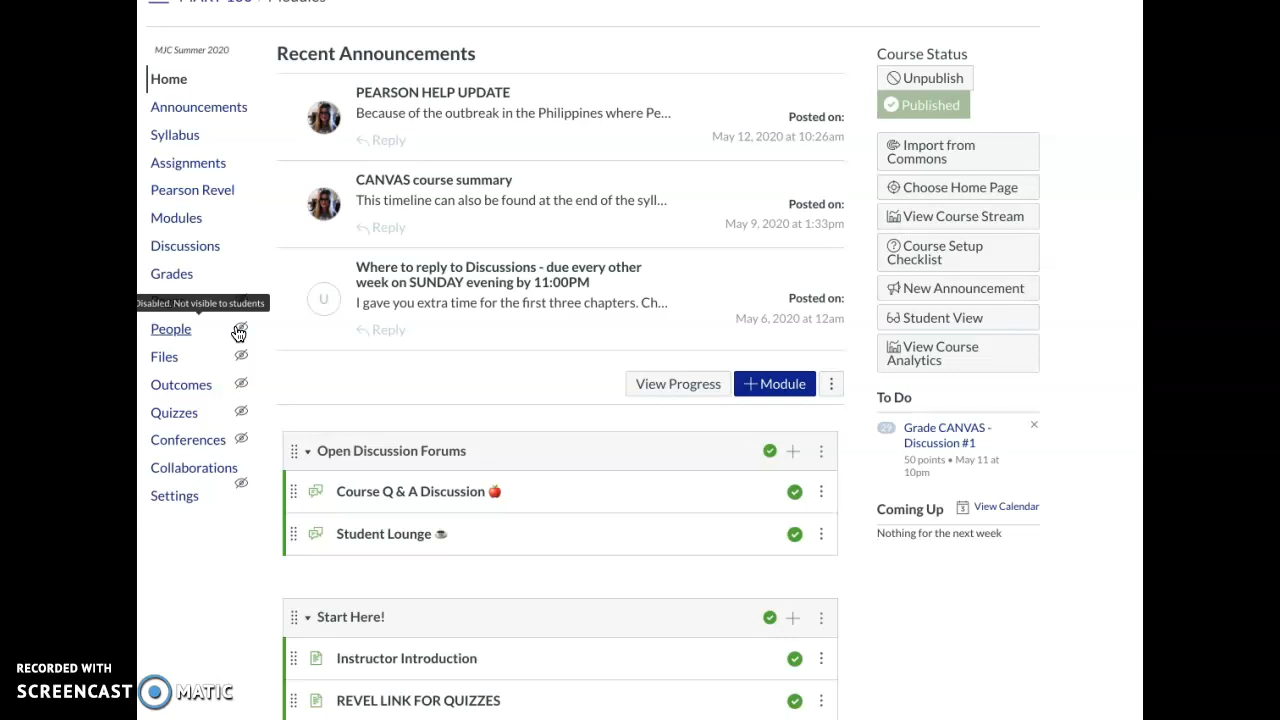 MJC Summer 2020
Home
Announcements
Syllabus
Assignments
Pearson Revel
Modules
Discussions
Grades
Disabled. Not visible to students
People
Files
Outcomes
Quizzes
Conferences
Collaborations
Settings
Recent Announcements
PEARSON HELP UPDATE
Because of the outbreak in the Philippines where Pe...
Reply
Posted on:
May 12, 2020 at 10:26am
CANVAS course summary
This timeline can also be found at the end of the syll...
Reply
Posted on:
May 9, 2020 at 1:33pm
U
Where to reply to Discussions - due every other
week on SUNDAY evening by 11:00PM
I gave you extra time for the first three chapters. Ch...
Reply
Posted on:
May 6, 2020 at 12am
View Progress
+ Module
Open Discussion Forums
Course Q & A Discussion 🍎
Student Lounge ☕
Start Here!
Instructor Introduction
REVEL LINK FOR QUIZZES
Course Status
Unpublish
Published
Import from
Commons
Choose Home Page
View Course Stream
Course Setup
Checklist
New Announcement
Student View
View Course
Analytics
To Do
Grade CANVAS -
Discussion #1
50 points • May 11 at
10pm
Coming Up
3
View Calendar
Nothing for the next week
RECORDED WITH
SCREENCAST MATIC